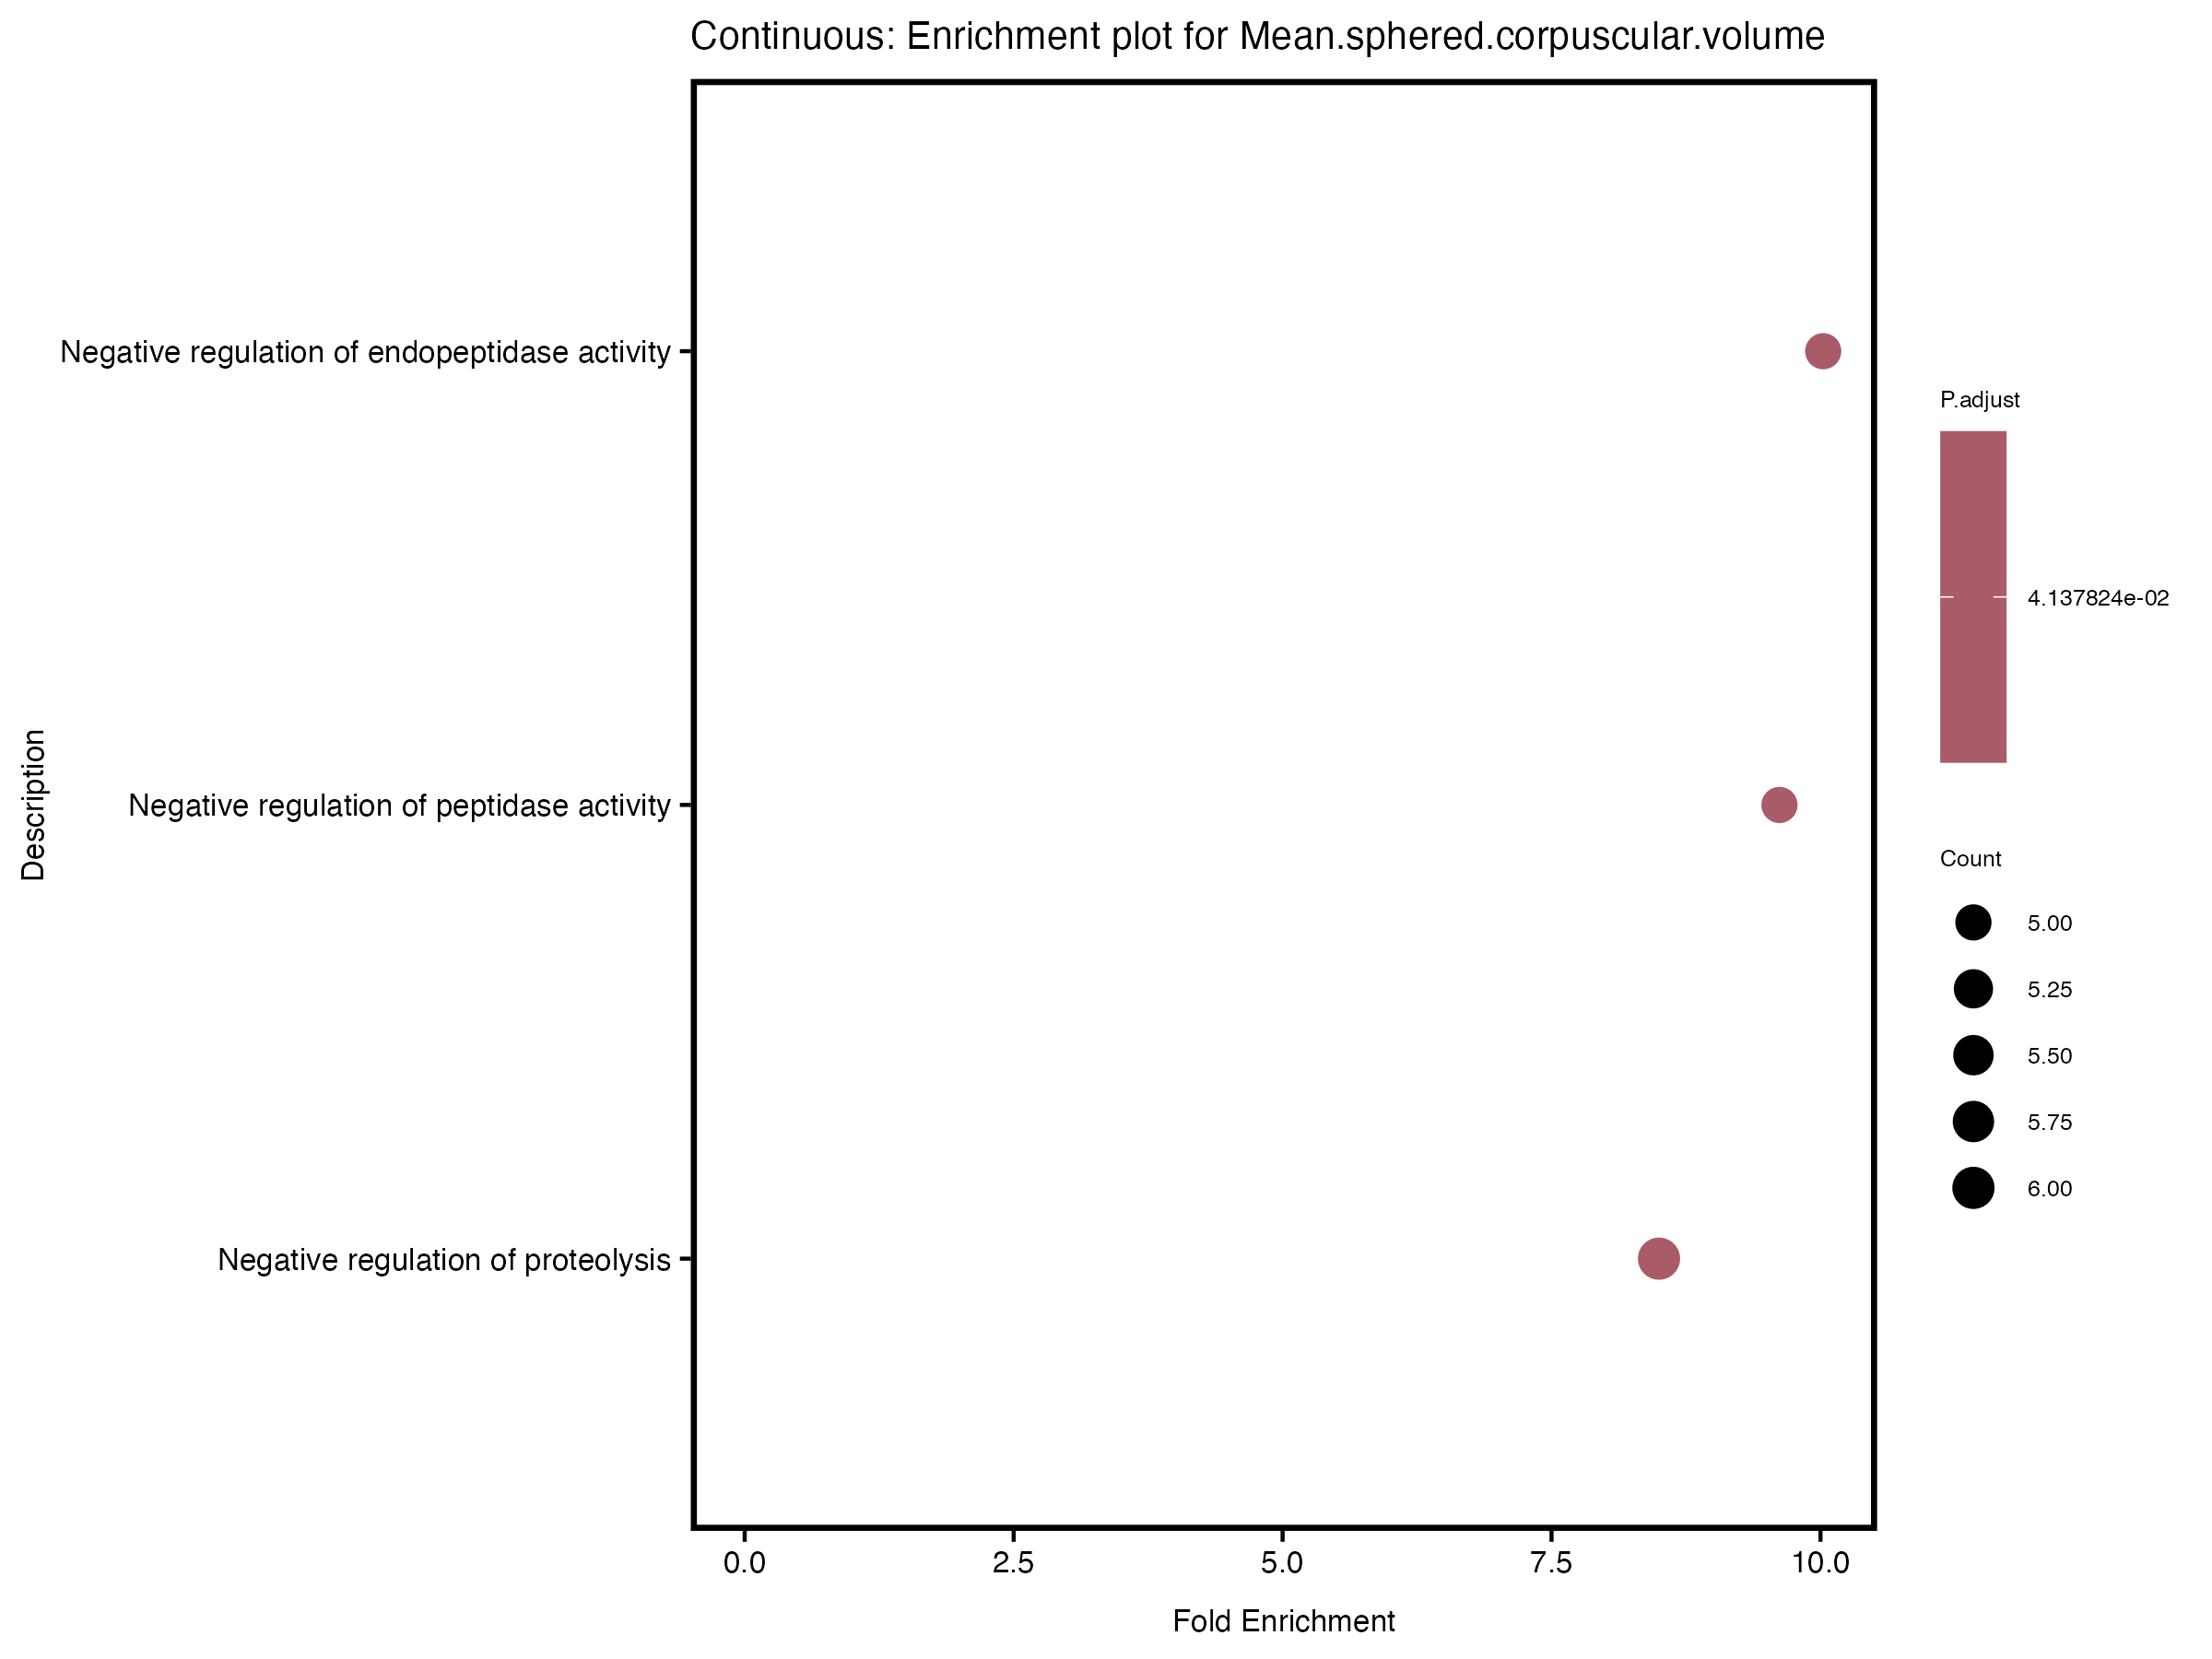 Continuous: Enrichment plot for Mean.sphered.corpuscular.volume
Description
Negative regulation of endopeptidase activity
Negative regulation of peptidase activity
Negative regulation of proteolysis
0.0 2.5 5.0 7.5 10.0
Fold Enrichment
P.adjust
4.137824e-02
Count
5.00
5.25
5.50
5.75
6.00